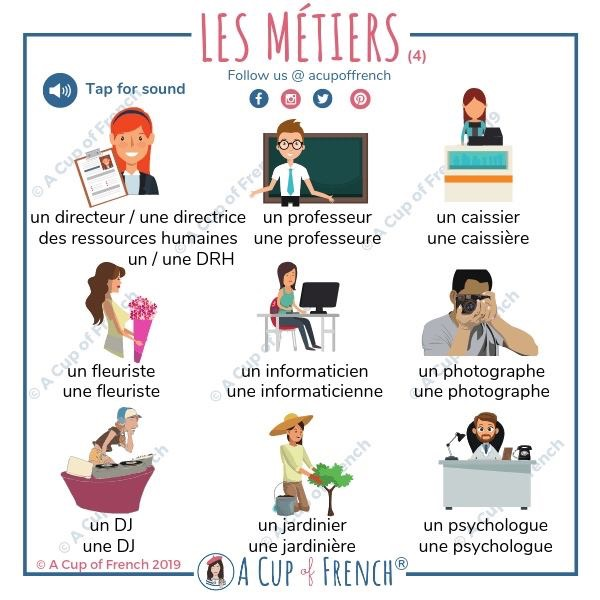 LES MÉTIERS (4)
Follow us @ acupoffrench
Tap for sound
un directeur / une directrice
des ressources humaines
un / une DRH
un professeur
une professeure
un caissier
une caissière
un fleuriste
une fleuriste
un informaticien
une informaticienne
un photographe
une photographe
un DJ
une DJ
un jardinier
une jardinière
un psychologue
une psychologue
© A Cup of French 2019
A CUP of FRENCH®